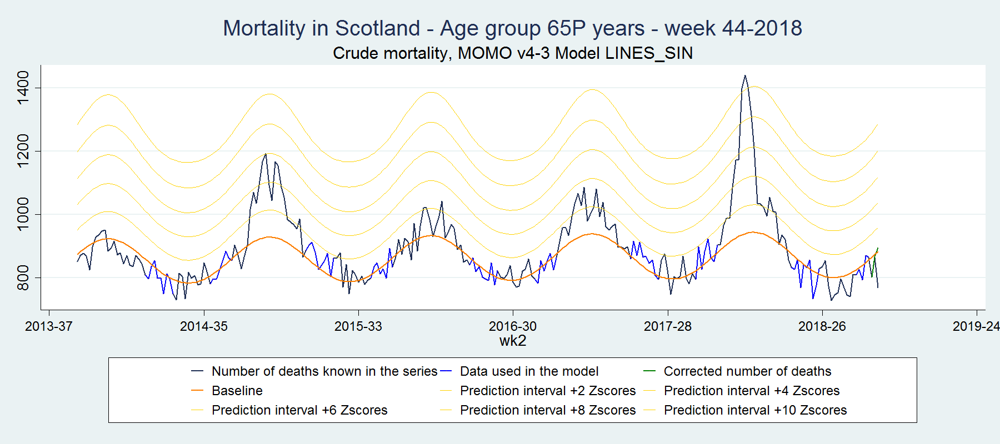 Mortality in Scotland - Age group 65P years - week 44-2018
Crude mortality, MOMO v4-3 Model LINES_SIN
1400
1200
1000
800
2013-37 2014-35 2015-33 2016-30 2017-28 2018-26 2019-24
wk2
Number of deaths known in the series Data used in the model Corrected number of deaths
Baseline Prediction interval +2 Zscores Prediction interval +4 Zscores
Prediction interval +6 Zscores Prediction interval +8 Zscores Prediction interval +10 Zscores